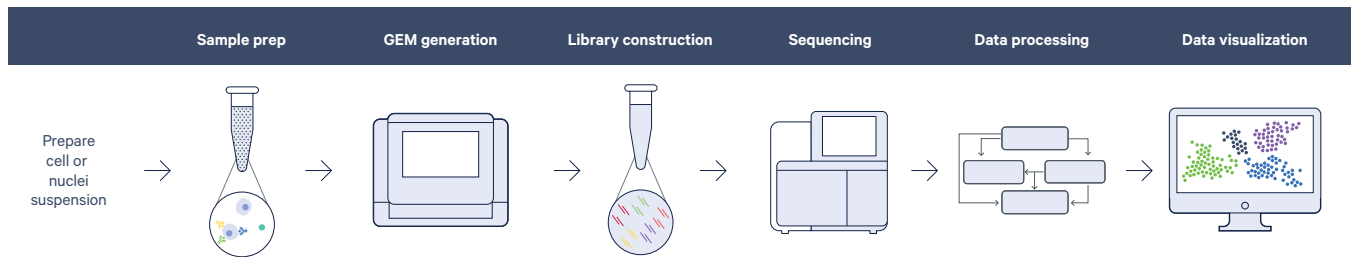 Sample prep
GEM generation
Library construction
Sequencing
Data processing
Data visualization
Prepare
cell or
nuclei
suspension